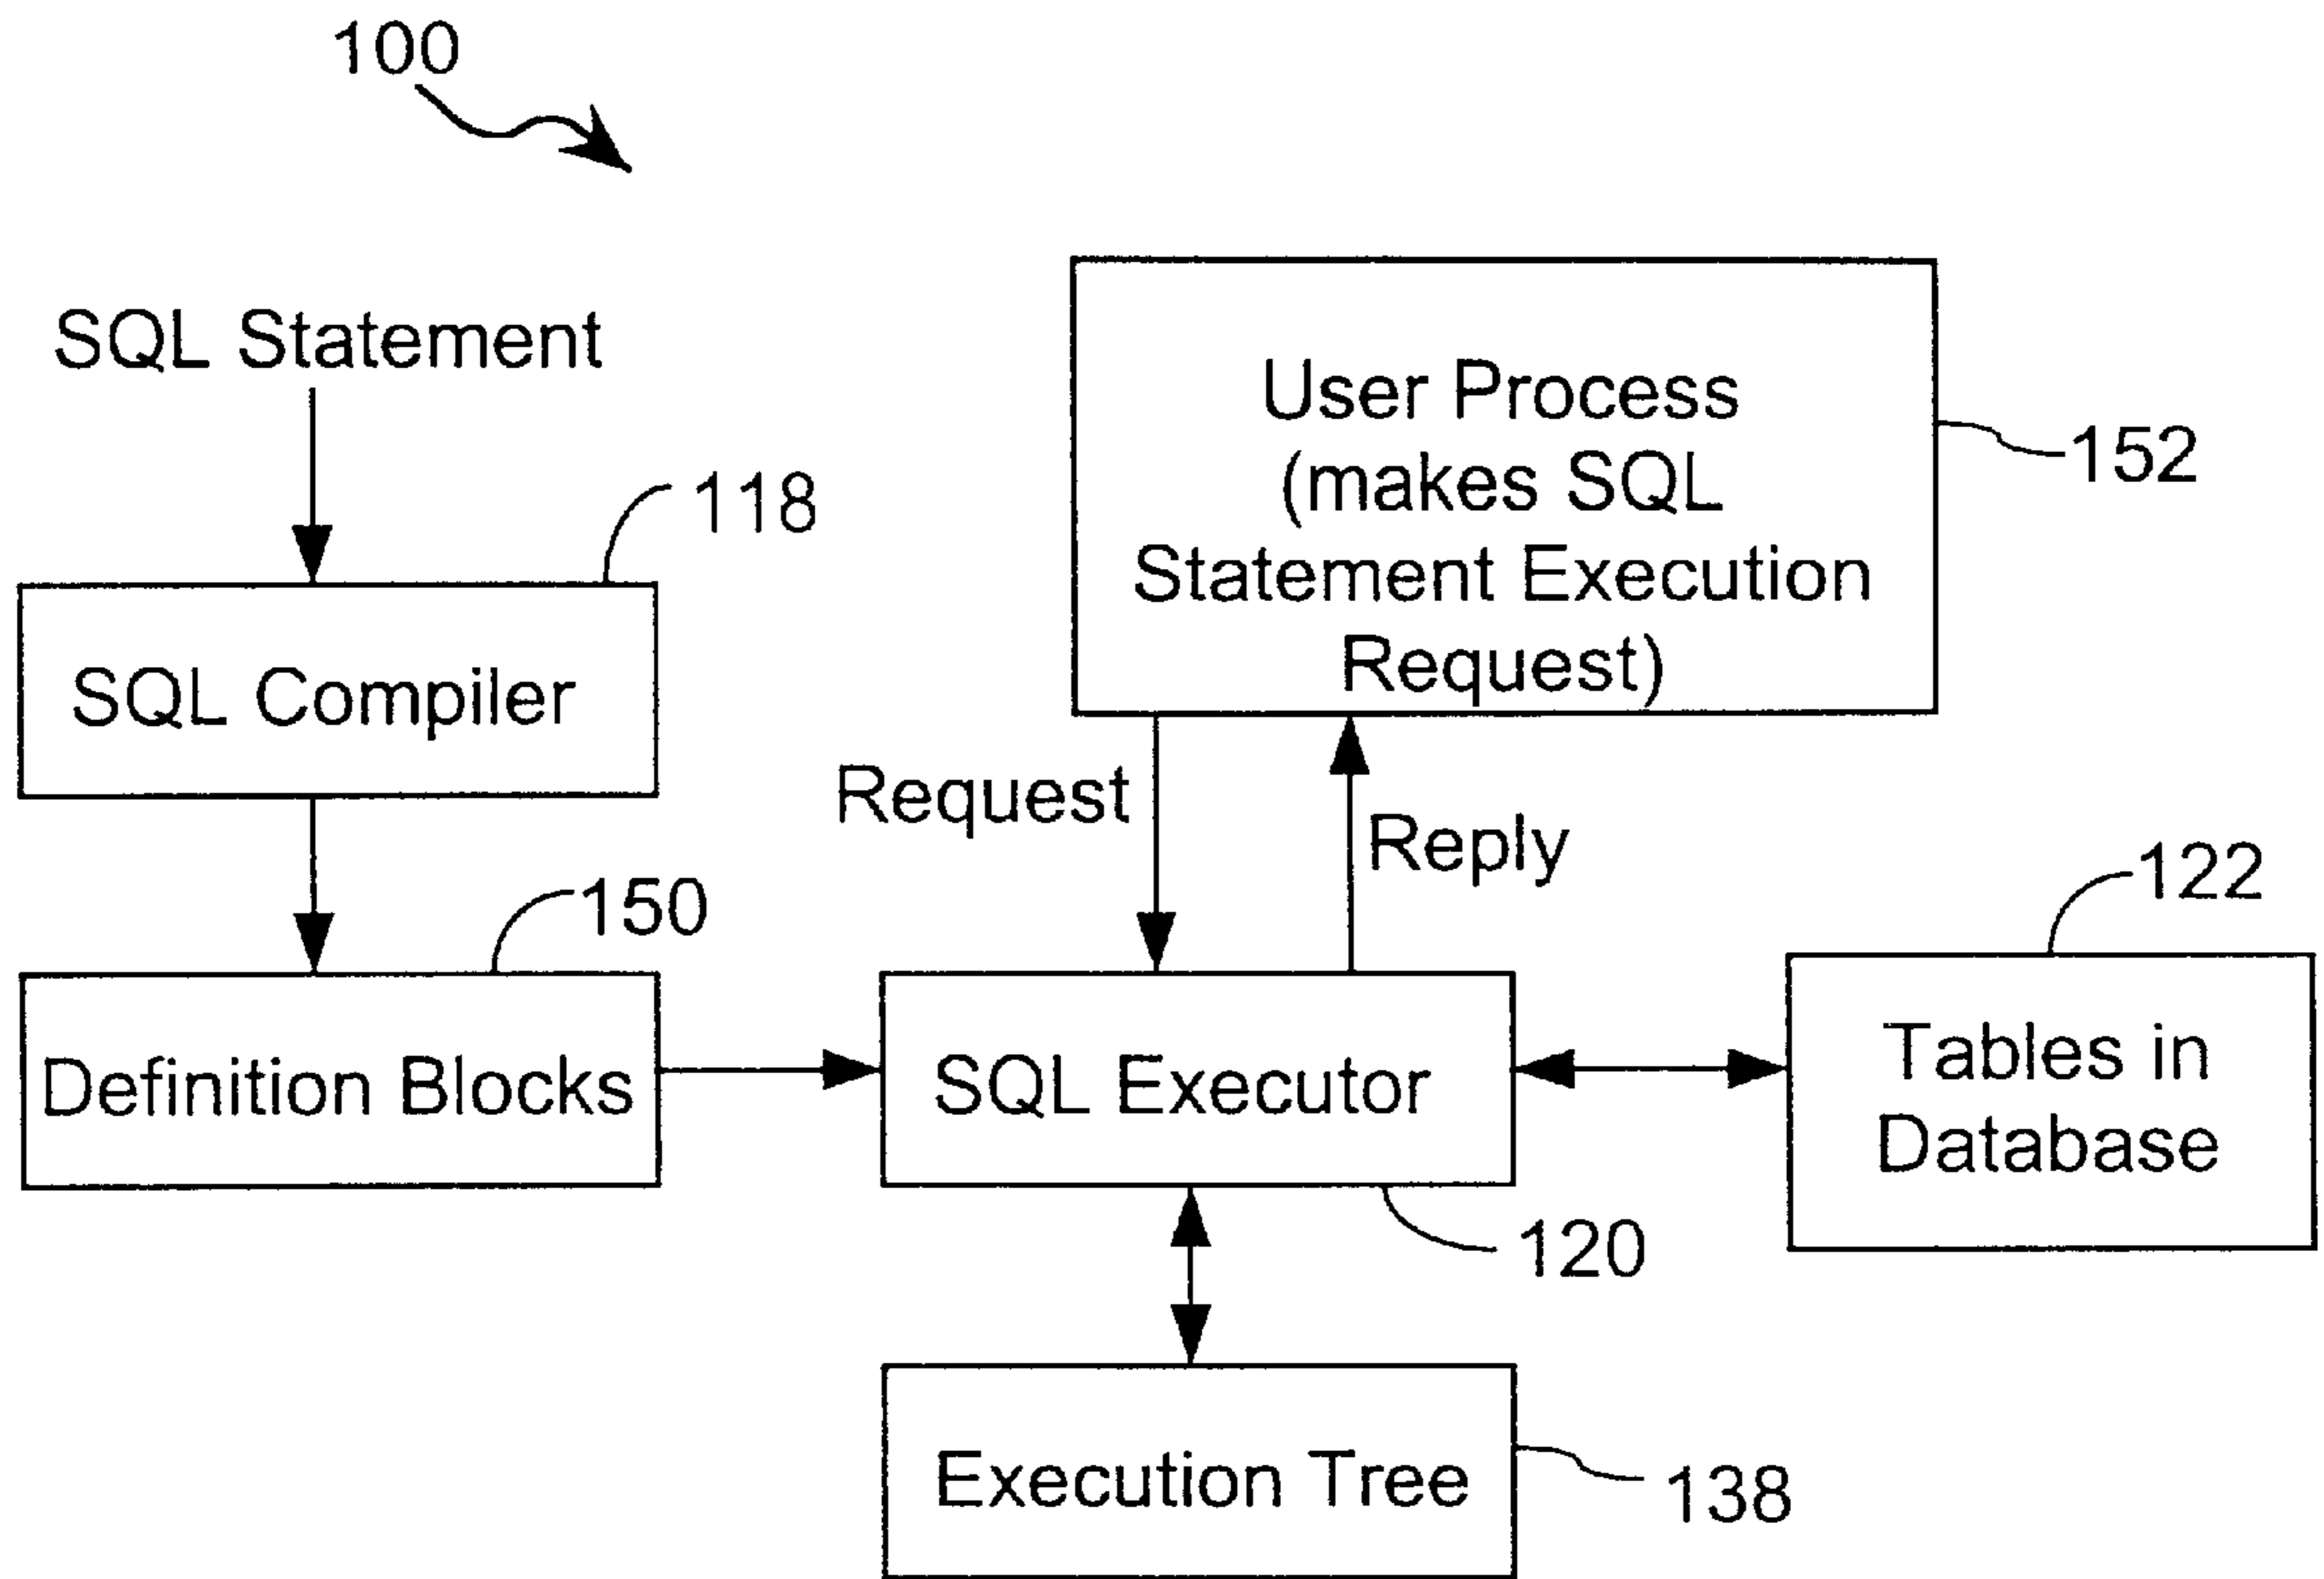 100
SQL Statement
118
SQL Compiler
150
Definition Blocks
User Process
(makes SQL
Statement Execution
Request)
152
Request
Reply
SQL Executor
120
122
Tables in
Database
Execution Tree
138